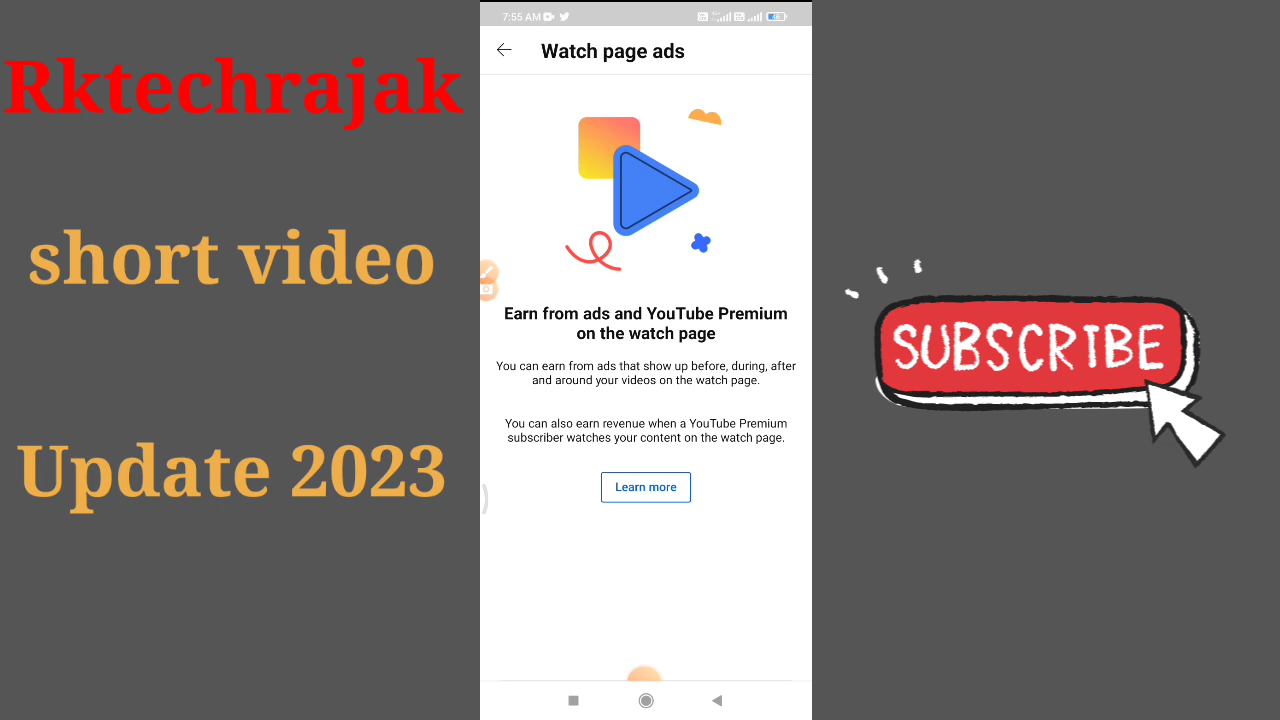 Rktechrajak
short video
Update 2023
7:55 AM
Watch page ads
Earn from ads and YouTube Premium
on the watch page
You can earn from ads that show up before, during, after
and around your videos on the watch page.
You can also earn revenue when a YouTube Premium
subscriber watches your content on the watch page.
Learn more
SUBSCRIBE